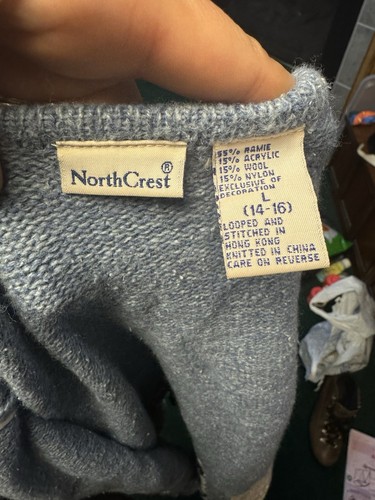 NorthCrest®
55% RAMIE
15% ACRYLIC
15% WOOL
15% NYLON
EXCLUSIVE OF
DECORATION
L
(14-16)
LOOPED AND
STITCHED IN
HONG KONG
KNITTED IN CHINA
CARE ON REVERSE